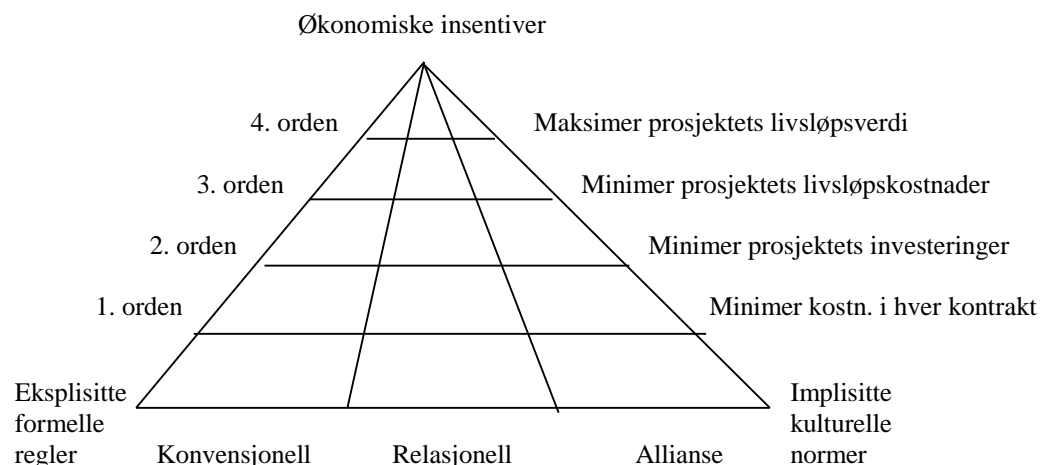 Økonomiske insentiver
4. orden
Maksimer prosjektets livsløpsverdi
3. orden
Minimer prosjektets livsløpskostnader
2. orden
Minimer prosjektets investeringer
1. orden
Minimer kostn. i hver kontrakt
Eksplisitte
formelle
regler
Konvensjonell
Relasjonell
Allianse
Implisitte
kulturelle
normer